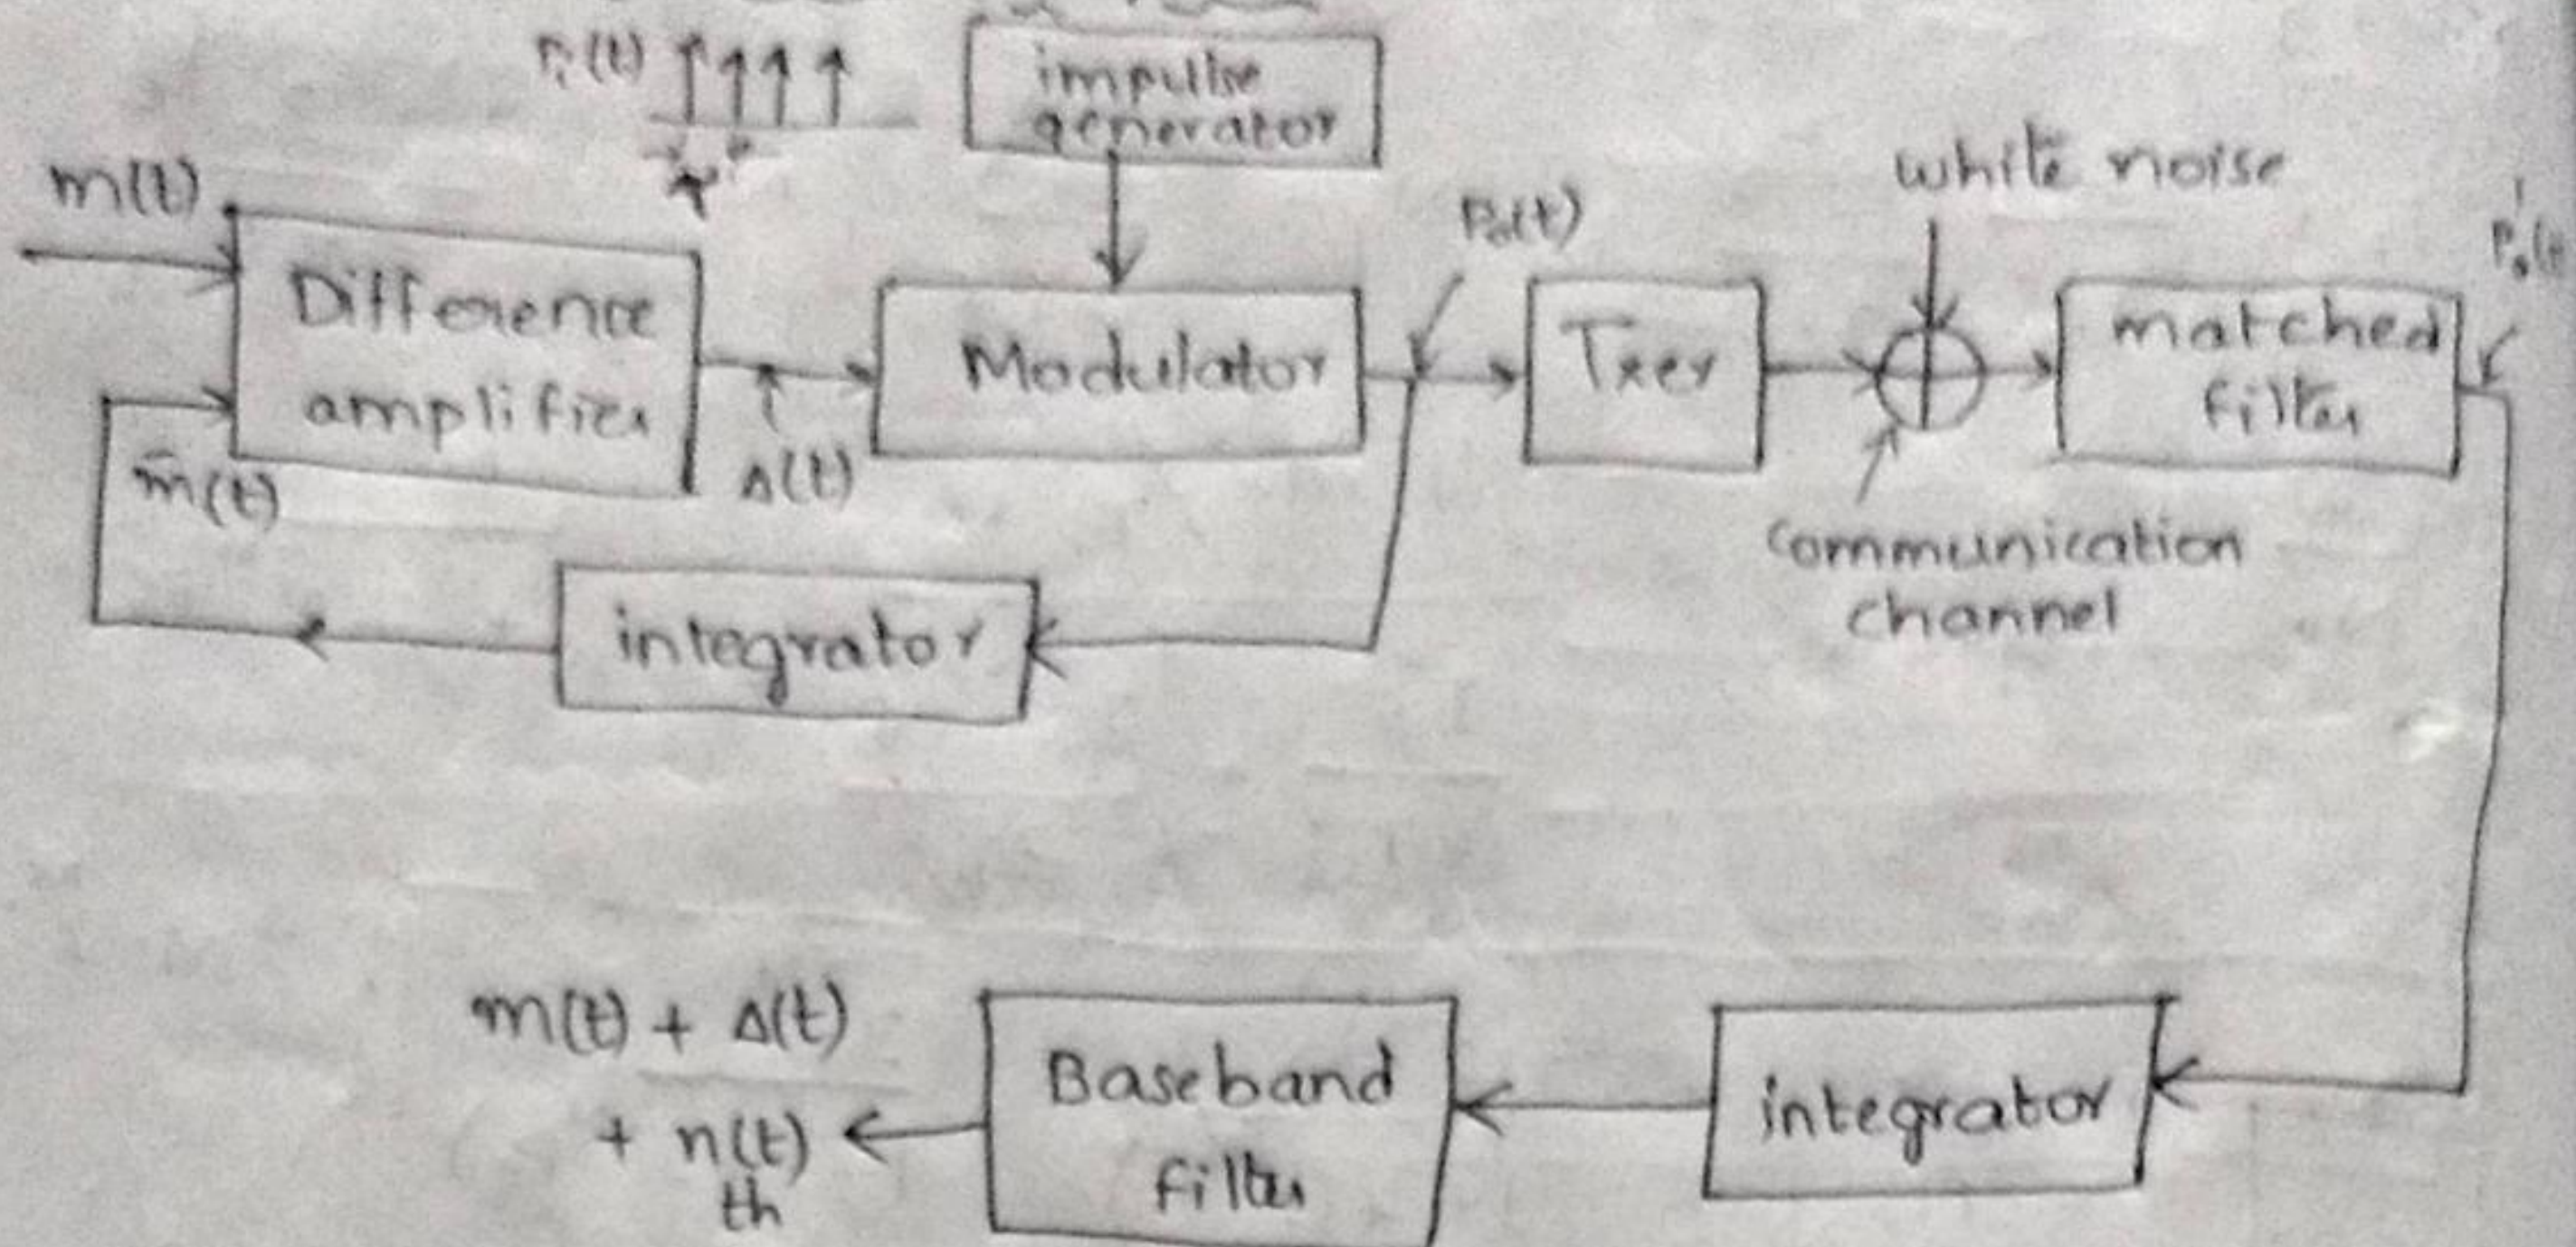 Pi(t)
impulse
generator
m(t)
white noise
Po(t)
Difference
amplifier
Modulator
Txer
matched
filter
m̃(t)
Δ(t)
communication
channel
integrator
m(t) + Δ(t)
+ n(t)
th
Baseband
filter
integrator